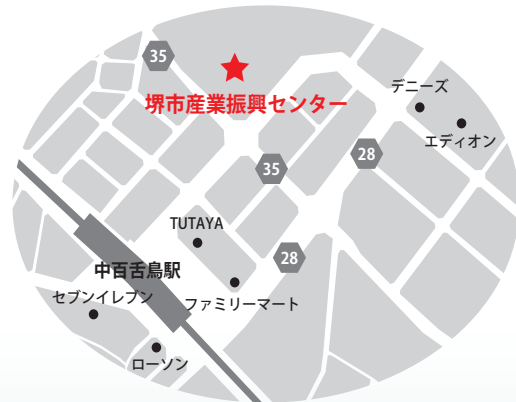 35
堺市産業振興センター
デニーズ
エディオン
28
35
TUTAYA
28
中百舌鳥駅
セブンイレブン
ファミリーマート
ローソン